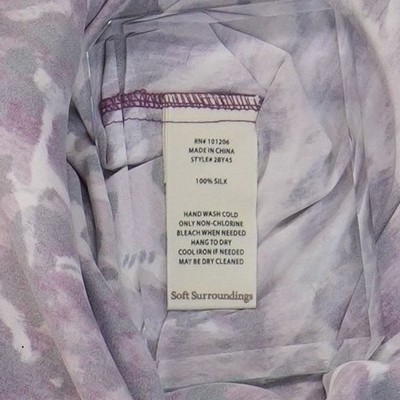 RN# 101206
MADE IN CHINA
STYLE# 2BY45
100% SILK
HAND WASH COLD
ONLY NON-CHLORINE
BLEACH WHEN NEEDED
HANG TO DRY
COOL IRON IF NEEDED
MAY BE DRY CLEANED
Soft Surroundings